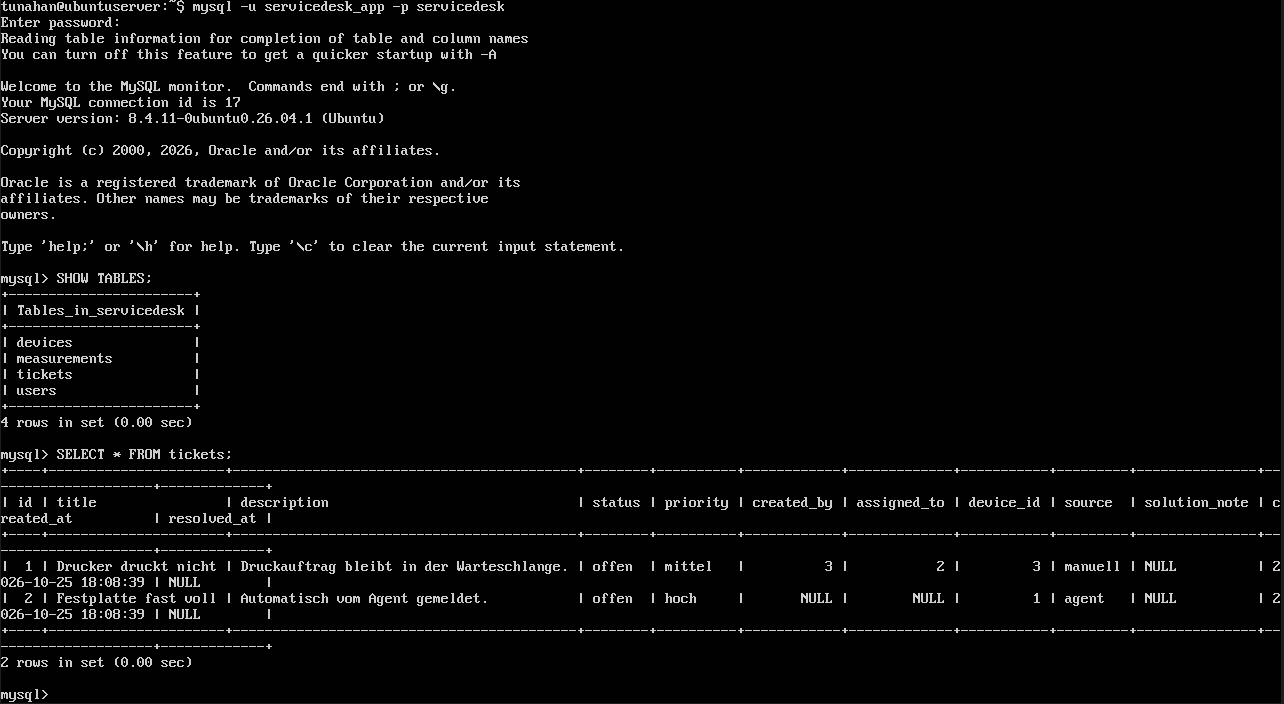 tunahan@ubuntuserver:~$ mysql -u servicedesk_app -p servicedesk
Enter password:
Reading table information for completion of table and column names
You can turn off this feature to get a quicker startup with -A

Welcome to the MySQL monitor.  Commands end with ; or \g.
Your MySQL connection id is 17
Server version: 8.4.11-0ubuntu0.26.04.1 (Ubuntu)

Copyright (c) 2000, 2026, Oracle and/or its affiliates.

Oracle is a registered trademark of Oracle Corporation and/or its
affiliates. Other names may be trademarks of their respective
owners.

Type 'help;' or '\h' for help. Type '\c' to clear the current input statement.

mysql> SHOW TABLES;
+-----------------------+
| Tables_in_servicedesk |
+-----------------------+
| devices               |
| measurements          |
| tickets               |
| users                 |
+-----------------------+
4 rows in set (0.00 sec)

mysql> SELECT * FROM tickets;
+----+----------------------+-------------------------------------------+--------+----------+------------+-------------+-----------+---------+---------------+--
-------------------+-------------+
| id | title                | description                               | status | priority | created_by | assigned_to | device_id | source  | solution_note | c
reated_at          | resolved_at |
+----+----------------------+-------------------------------------------+--------+----------+------------+-------------+-----------+---------+---------------+--
-------------------+-------------+
|  1 | Drucker druckt nicht | Druckauftrag bleibt in der Warteschlange. | offen  | mittel   |          3 |           2 |         3 | manuell | NULL          | 2
026-10-25 18:08:39 | NULL        |
|  2 | Festplatte fast voll | Automatisch vom Agent gemeldet.           | offen  | hoch     |       NULL |        NULL |         1 | agent   | NULL          | 2
026-10-25 18:08:39 | NULL        |
+----+----------------------+-------------------------------------------+--------+----------+------------+-------------+-----------+---------+---------------+--
-------------------+-------------+
2 rows in set (0.00 sec)

mysql>